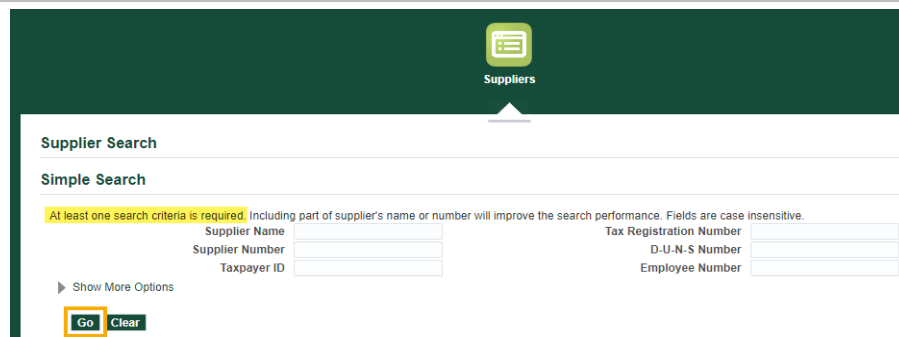 Suppliers
Supplier Search
Simple Search
At least one search criteria is required. Including part of supplier's name or number will improve the search performance. Fields are case insensitive.
Supplier Name Tax Registration Number
Supplier Number D-U-N-S Number
Taxpayer ID Employee Number
Show More Options
Go Clear